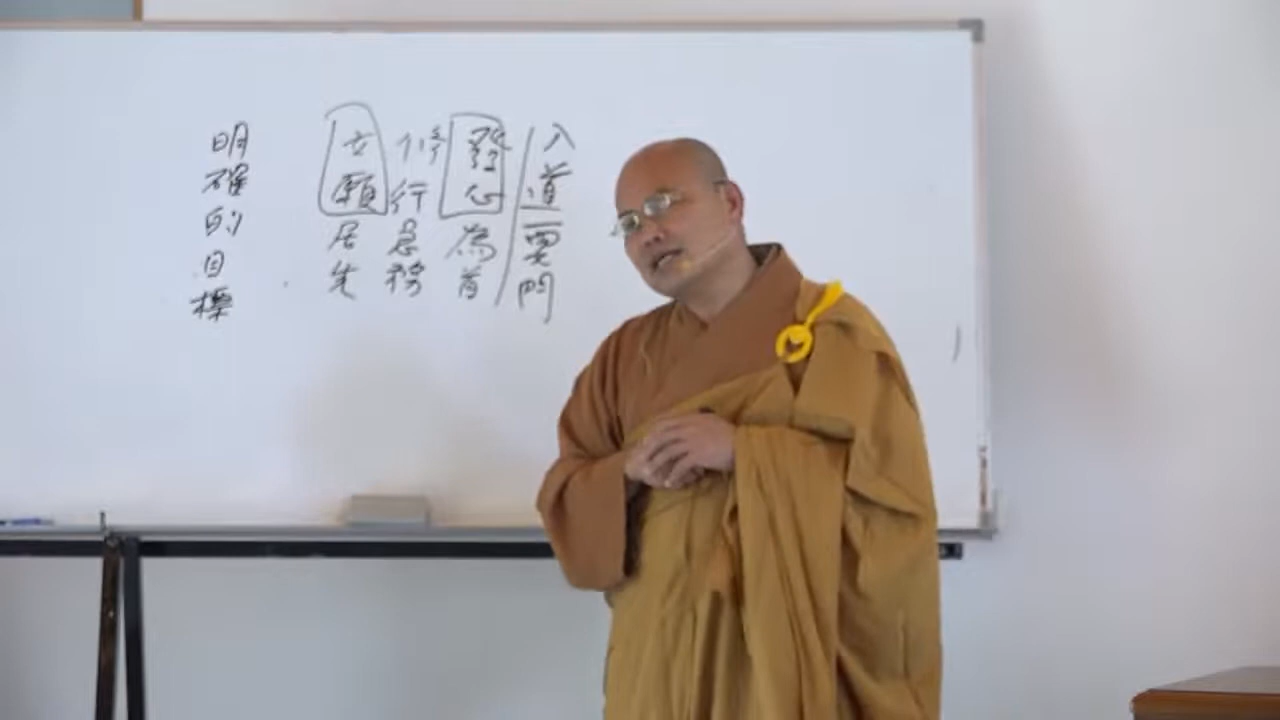 入道要門
發心為首
修行急務
立願居先
明確的目標